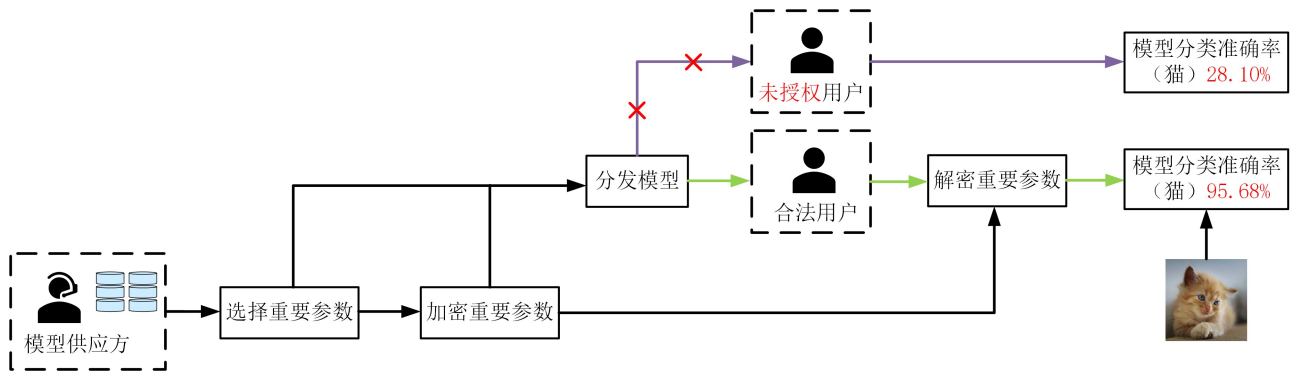 未授权用户
模型分类准确率
（猫）28.10%
分发模型
合法用户
解密重要参数
模型分类准确率
（猫）95.68%
模型供应方
选择重要参数
加密重要参数